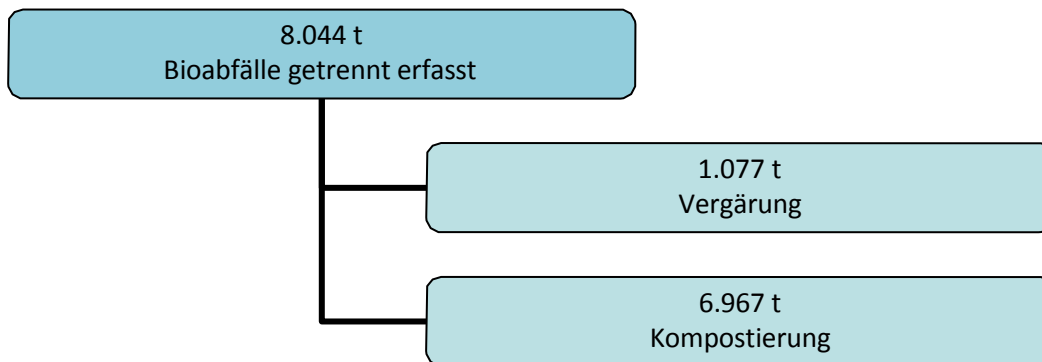 8.044 t
Bioabfälle getrennt erfasst
1.077 t
Vergärung
6.967 t
Kompostierung